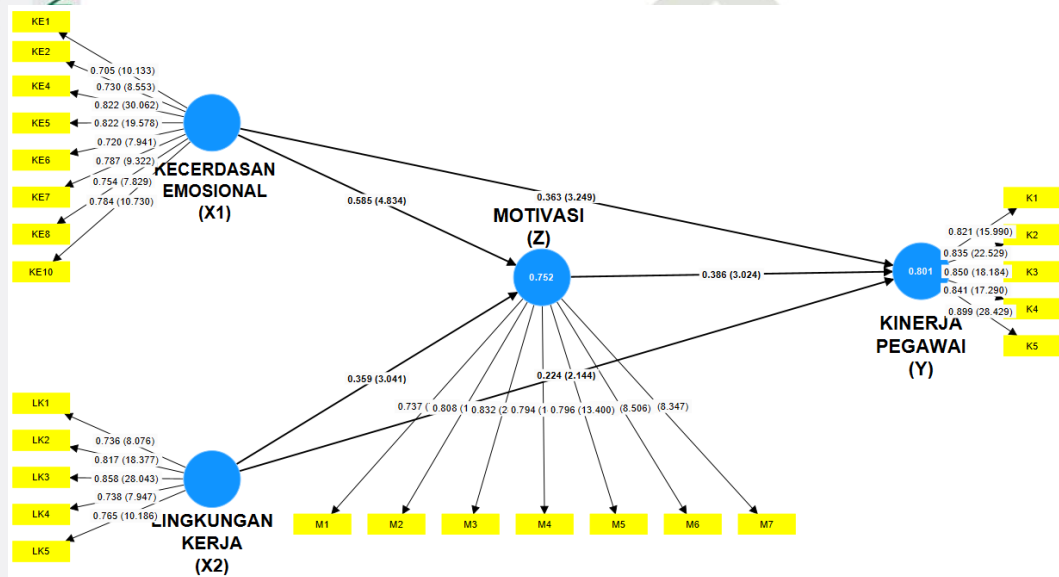 KE1
KE2
KE4
KE5
KE6
KE7
KE8
KE10
0.705 (10.133)
0.730 (8.553)
0.822 (30.062)
0.822 (19.578)
0.720 (7.941)
0.787 (9.322)
0.754 (7.829)
0.784 (10.730)
KECERDASAN
EMOSIONAL
(X1)
0.585 (4.834)
0.363 (3.249)
MOTIVASI
(Z)
0.752
0.386 (3.024)
0.801
KINERJA
PEGAWAI
(Y)
K1
K2
K3
K4
K5
0.821 (15.990)
0.835 (22.529)
0.850 (18.184)
0.841 (17.290)
0.899 (28.429)
0.359 (3.041)
0.224 (2.144)
0.737
0.808
0.832
0.794
0.796 (13.400)
(8.506)
(8.347)
LK1
LK2
LK3
LK4
LK5
0.736 (8.076)
0.817 (18.377)
0.858 (28.043)
0.738 (7.947)
0.765 (10.186)
LINGKUNGAN
KERJA
(X2)
M1
M2
M3
M4
M5
M6
M7